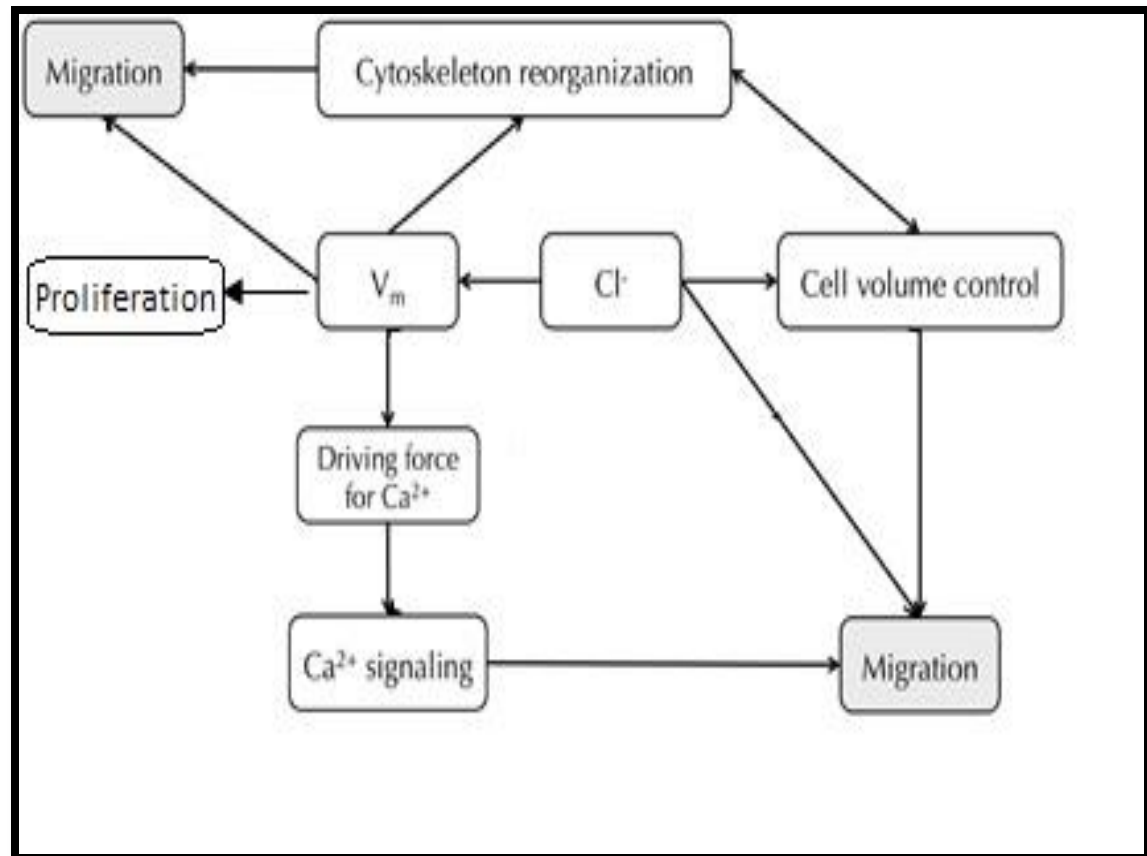 Migration
Cytoskeleton reorganization
Proliferation
Vm
Cl-
Cell volume control
Driving force
for Ca²⁺
Ca²⁺ signaling
Migration